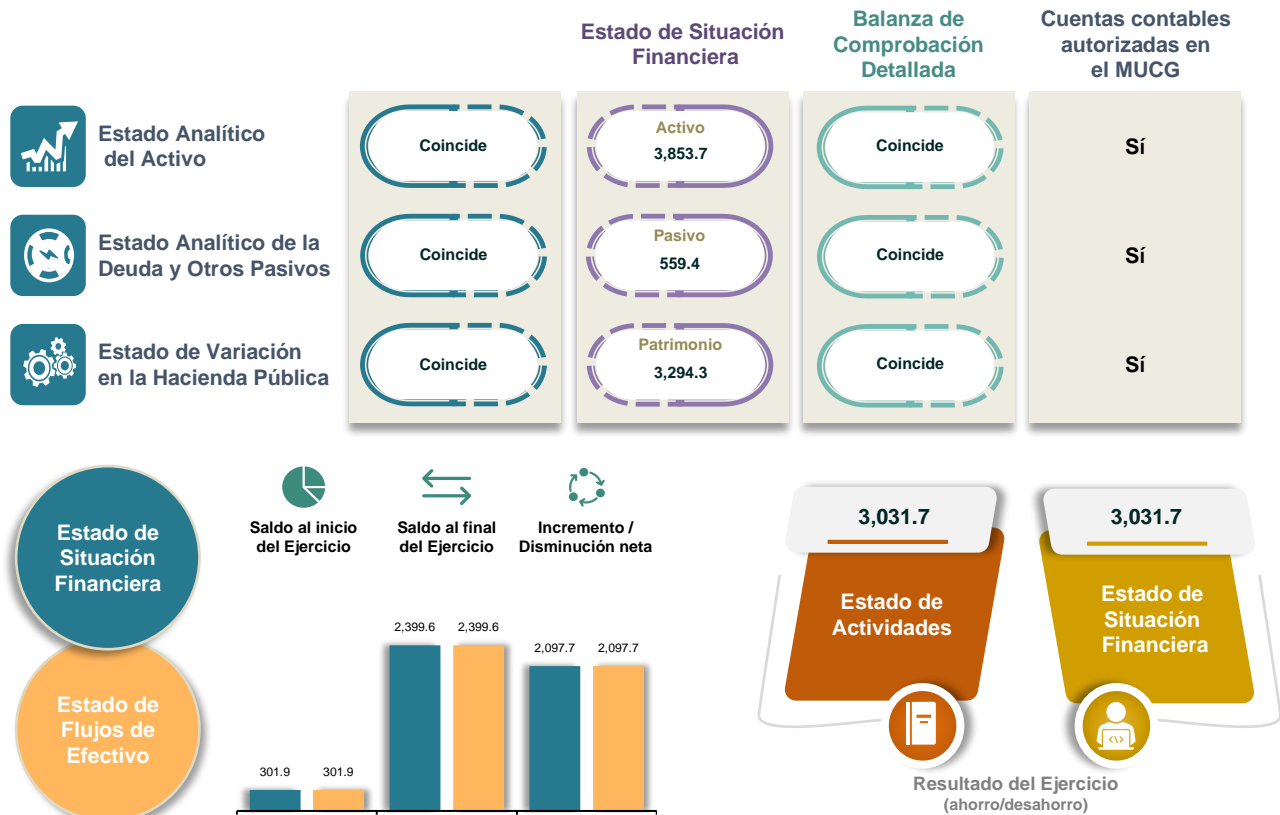 Estado de Situación
Financiera
Balanza de
Comprobación
Detallada
Cuentas contables
autorizadas en
el MUCG
Estado Analítico
del Activo
Coincide
Activo
3,853.7
Coincide
Sí
Estado Analítico de la
Deuda y Otros Pasivos
Coincide
Pasivo
559.4
Coincide
Sí
Estado de Variación
en la Hacienda Pública
Coincide
Patrimonio
3,294.3
Coincide
Sí
Estado de
Situación
Financiera
Estado de
Flujos de
Efectivo
Saldo al inicio
del Ejercicio
Saldo al final
del Ejercicio
Incremento /
Disminución neta
301.9
301.9
2,399.6
2,399.6
2,097.7
2,097.7
3,031.7
Estado de
Actividades
3,031.7
Estado de
Situación
Financiera
Resultado del Ejercicio
(ahorro/desahorro)